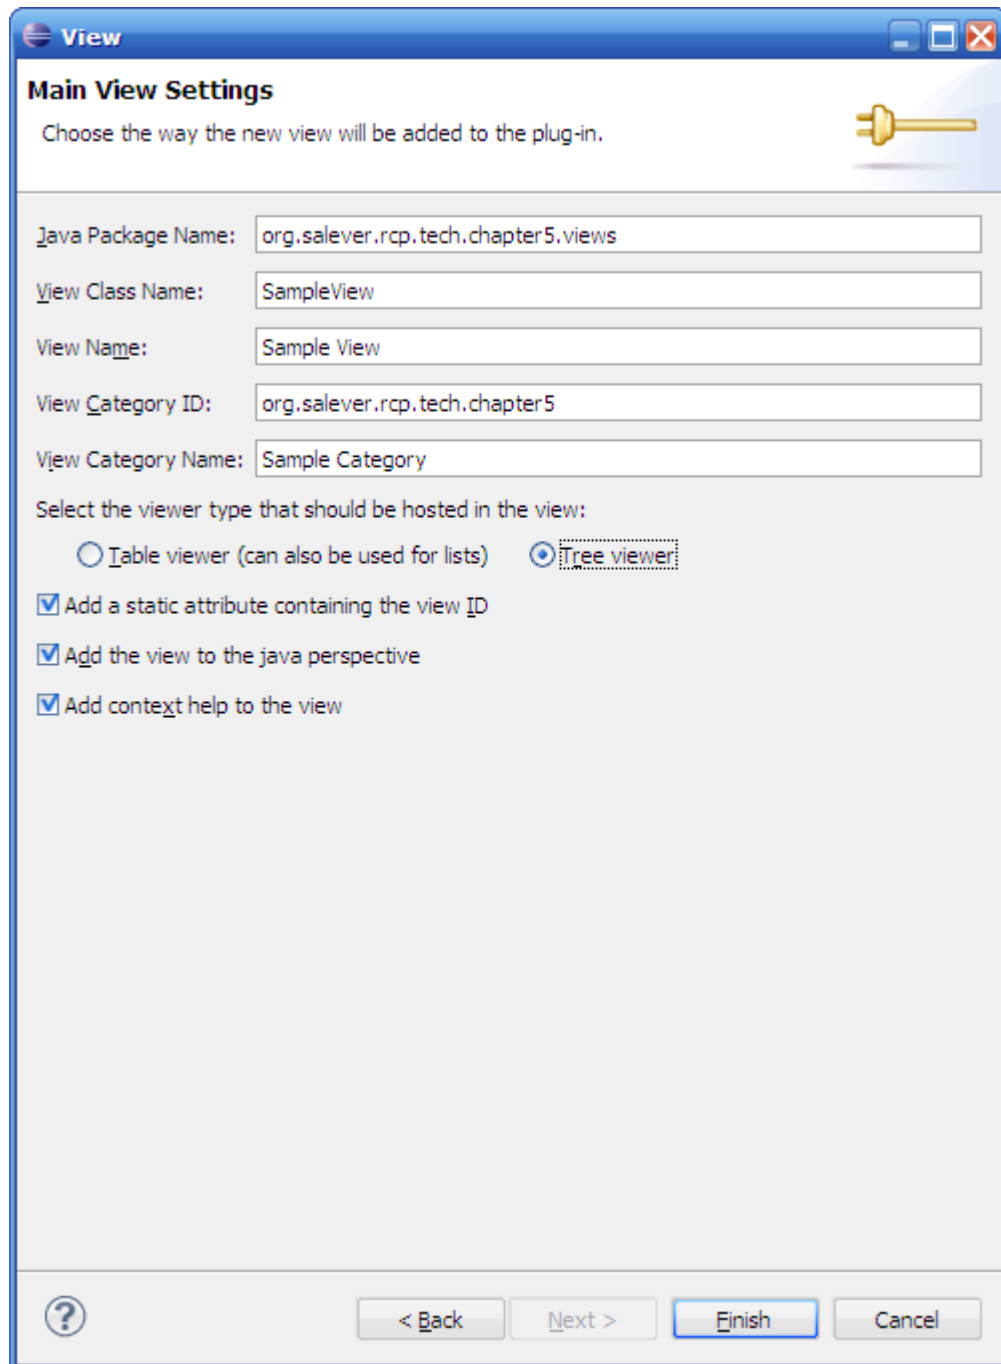 View
Main View Settings
Choose the way the new view will be added to the plug-in.
Java Package Name: org.salever.rcp.tech.chapter5.views
View Class Name: SampleView
View Name: Sample View
View Category ID: org.salever.rcp.tech.chapter5
View Category Name: Sample Category
Select the viewer type that should be hosted in the view:
Table viewer (can also be used for lists) Tree viewer
Add a static attribute containing the view ID
Add the view to the java perspective
Add context help to the view
? < Back Next > Finish Cancel